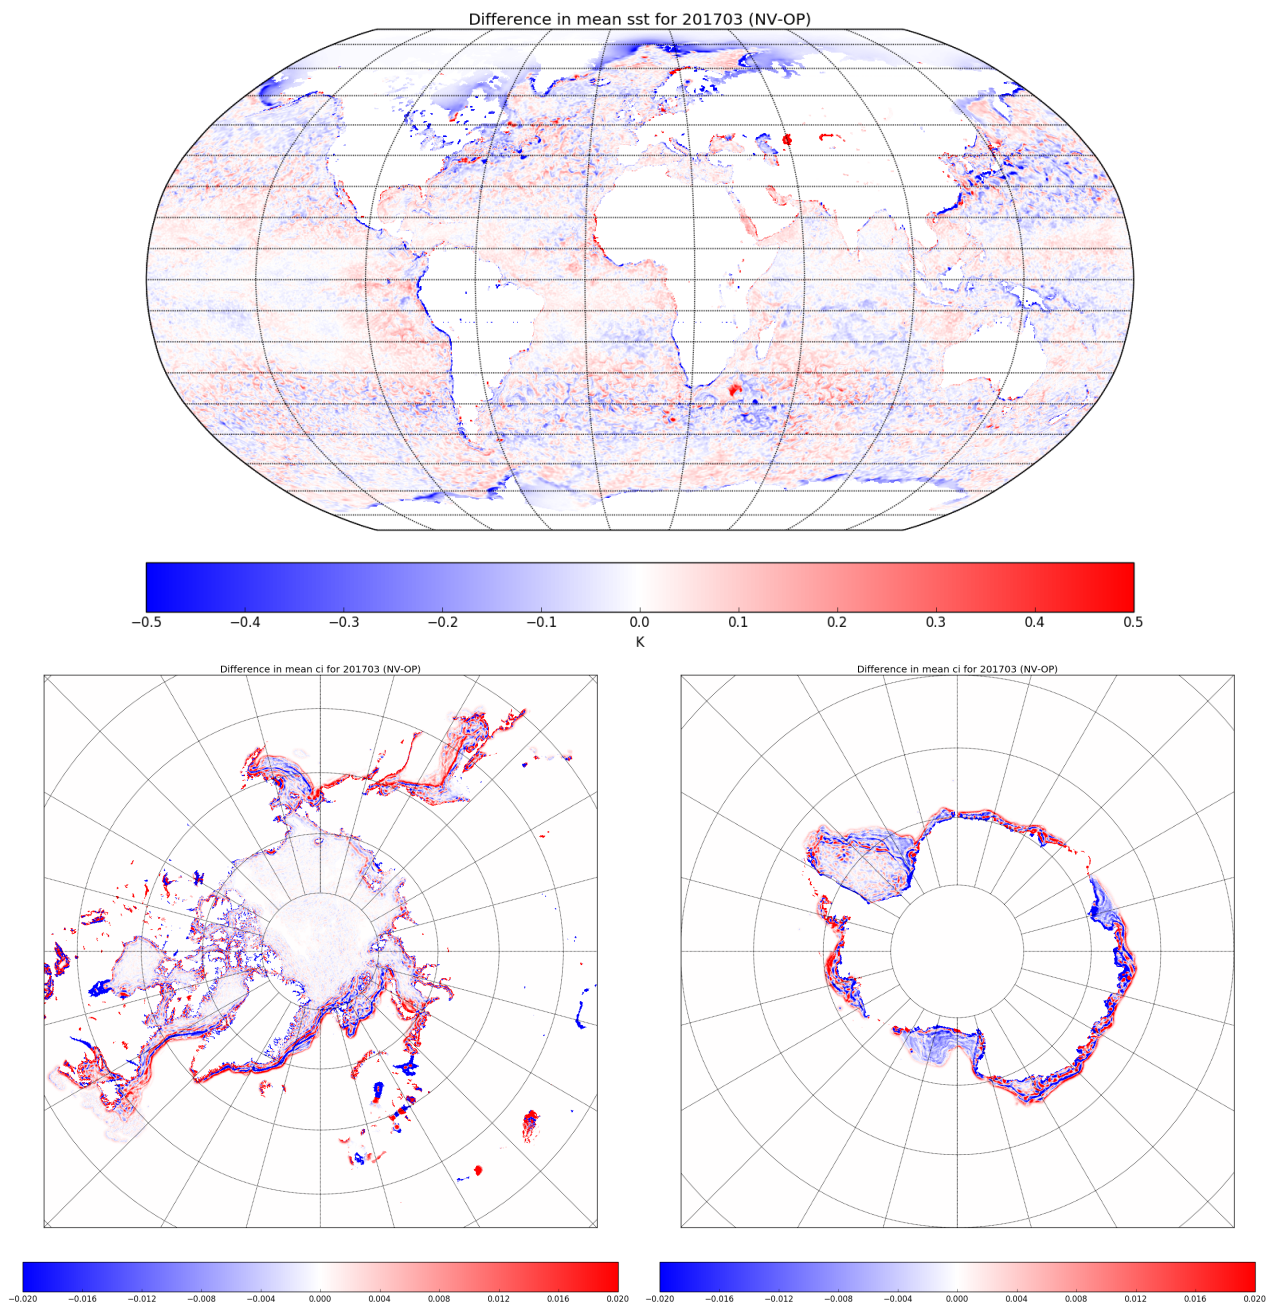 Difference in mean sst for 201703 (NV-OP)
−0.5 −0.4 −0.3 −0.2 −0.1 0.0 0.1 0.2 0.3 0.4 0.5
K
Difference in mean ci for 201703 (NV-OP) Difference in mean ci for 201703 (NV-OP)
−0.020 −0.016 −0.012 −0.008 −0.004 0.000 0.004 0.008 0.012 0.016 0.020 −0.020 −0.016 −0.012 −0.008 −0.004 0.000 0.004 0.008 0.012 0.016 0.020